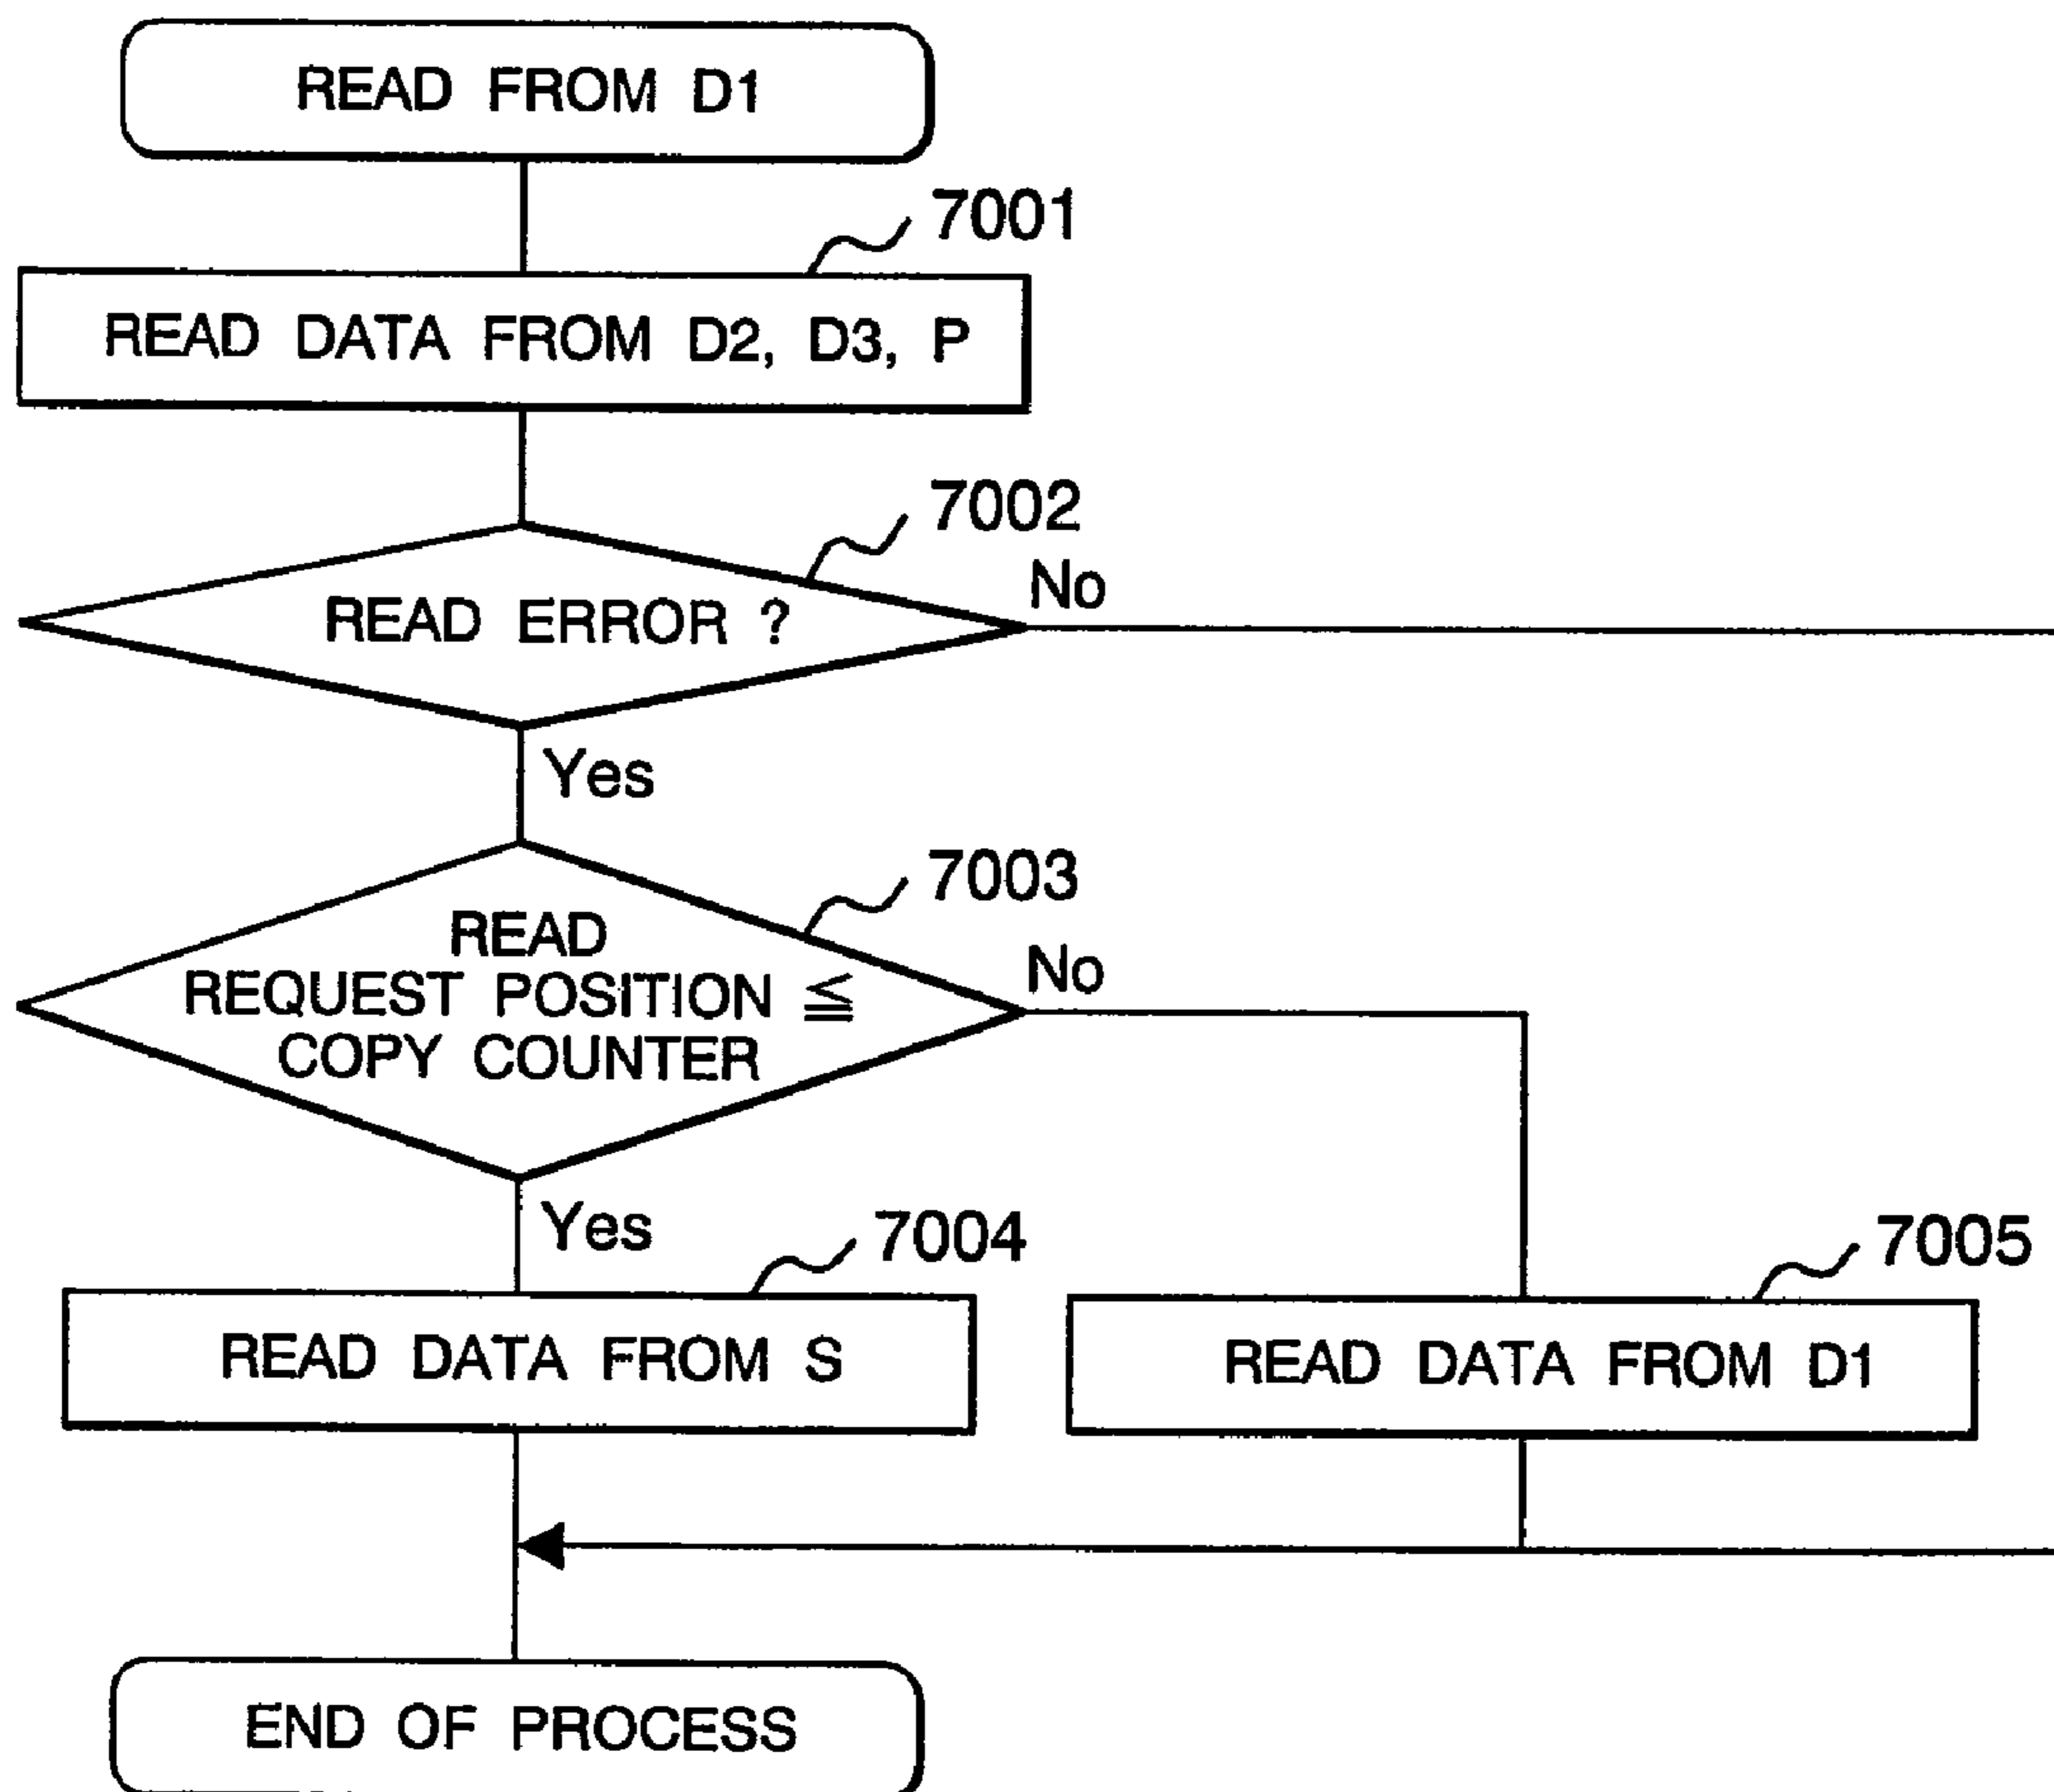 READ FROM D1
7001
READ DATA FROM D2, D3, P
7002
READ ERROR ?
No
Yes
7003
READ
REQUEST POSITION ≦
COPY COUNTER
No
Yes
7004
READ DATA FROM S
7005
READ DATA FROM D1
END OF PROCESS